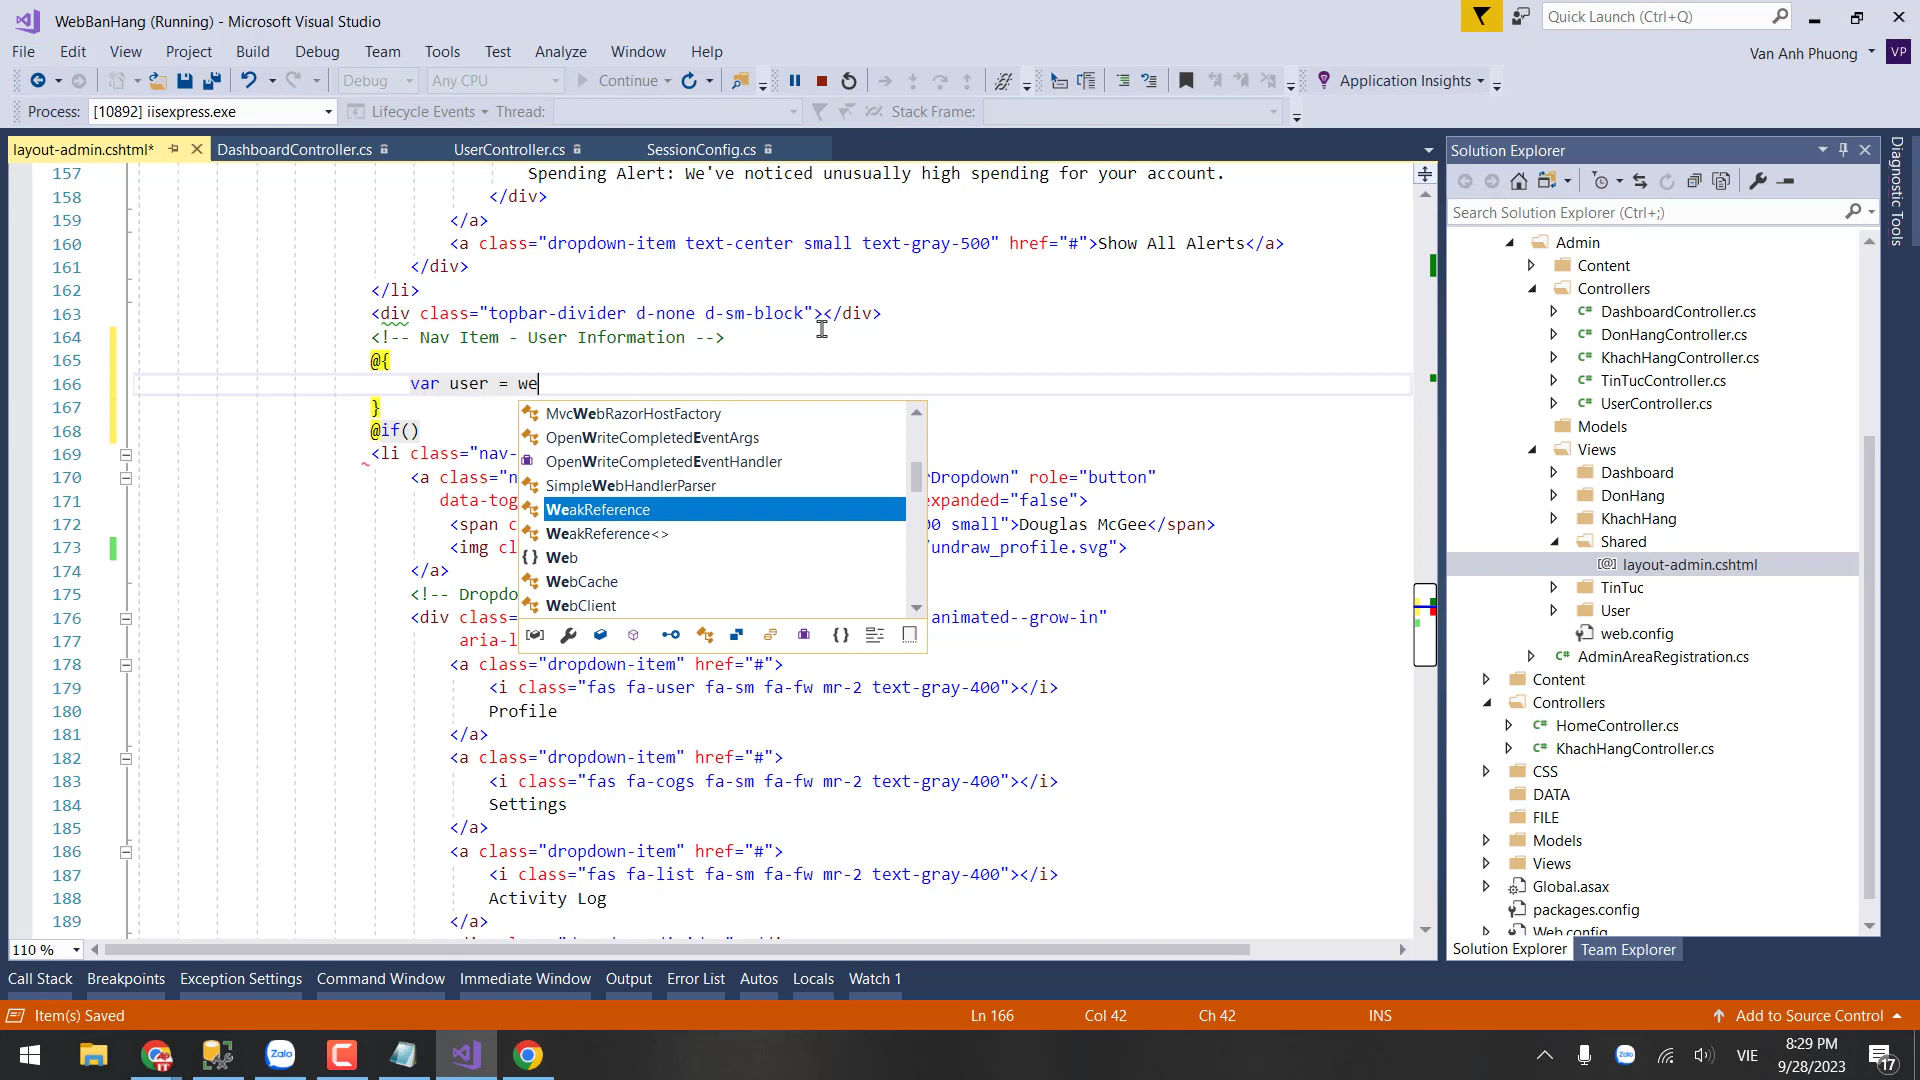 WebBanHang (Running) - Microsoft Visual Studio
Quick Launch (Ctrl+Q)
File Edit View Project Build Debug Team Tools Test Analyze Window Help
Van Anh Phuong VP
Debug Any CPU Continue Application Insights
Process: [10892] iisexpress.exe Lifecycle Events Thread: Stack Frame:
layout-admin.cshtml* DashboardController.cs UserController.cs SessionConfig.cs
157 Spending Alert: We've noticed unusually high spending for your account.
158 </div>
159 </a>
160 <a class="dropdown-item text-center small text-gray-500" href="#">Show All Alerts</a>
161 </div>
162 </li>
163 <div class="topbar-divider d-none d-sm-block"></div>
164 <!-- Nav Item - User Information -->
165 @{
166 var user = we
167 }
168 @if()
169 <li class="nav-
170 <a class="n rDropdown" role="button"
171 data-tog expanded="false">
172 <span c 00 small">Douglas McGee</span>
173 <img cl /undraw_profile.svg">
174 </a>
175 <!-- Dropdo
176 <div class= animated--grow-in"
177 aria-l
178 <a class="dropdown-item" href="#">
179 <i class="fas fa-user fa-sm fa-fw mr-2 text-gray-400"></i>
180 Profile
181 </a>
182 <a class="dropdown-item" href="#">
183 <i class="fas fa-cogs fa-sm fa-fw mr-2 text-gray-400"></i>
184 Settings
185 </a>
186 <a class="dropdown-item" href="#">
187 <i class="fas fa-list fa-sm fa-fw mr-2 text-gray-400"></i>
188 Activity Log
189 </a>
MvcWebRazorHostFactory
OpenWriteCompletedEventArgs
OpenWriteCompletedEventHandler
SimpleWebHandlerParser
WeakReference
WeakReference<>
Web
WebCache
WebClient
110 %
Solution Explorer
Search Solution Explorer (Ctrl+;)
Admin
Content
Controllers
DashboardController.cs
DonHangController.cs
KhachHangController.cs
TinTucController.cs
UserController.cs
Models
Views
Dashboard
DonHang
KhachHang
Shared
layout-admin.cshtml
TinTuc
User
web.config
AdminAreaRegistration.cs
Content
Controllers
HomeController.cs
KhachHangController.cs
CSS
DATA
FILE
Models
Views
Global.asax
packages.config
Web.config
Solution Explorer Team Explorer
Diagnostic Tools
Call Stack Breakpoints Exception Settings Command Window Immediate Window Output Error List Autos Locals Watch 1
Item(s) Saved Ln 166 Col 42 Ch 42 INS Add to Source Control
Zalo Zalo VIE 8:29 PM
9/28/2023 17